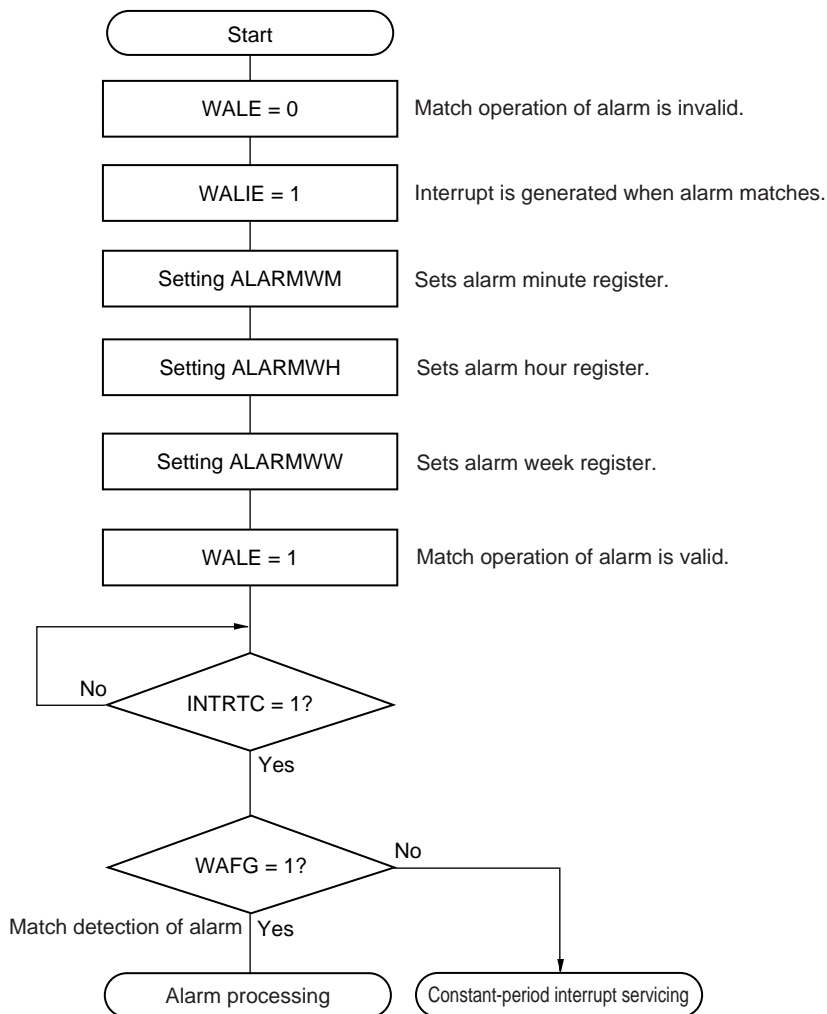 Start
WALE = 0
Match operation of alarm is invalid.
WALIE = 1
Interrupt is generated when alarm matches.
Setting ALARMWM
Sets alarm minute register.
Setting ALARMWH
Sets alarm hour register.
Setting ALARMWW
Sets alarm week register.
WALE = 1
Match operation of alarm is valid.
No
INTRTC = 1?
Yes
WAFG = 1?
No
Match detection of alarm
Yes
Alarm processing
Constant-period interrupt servicing